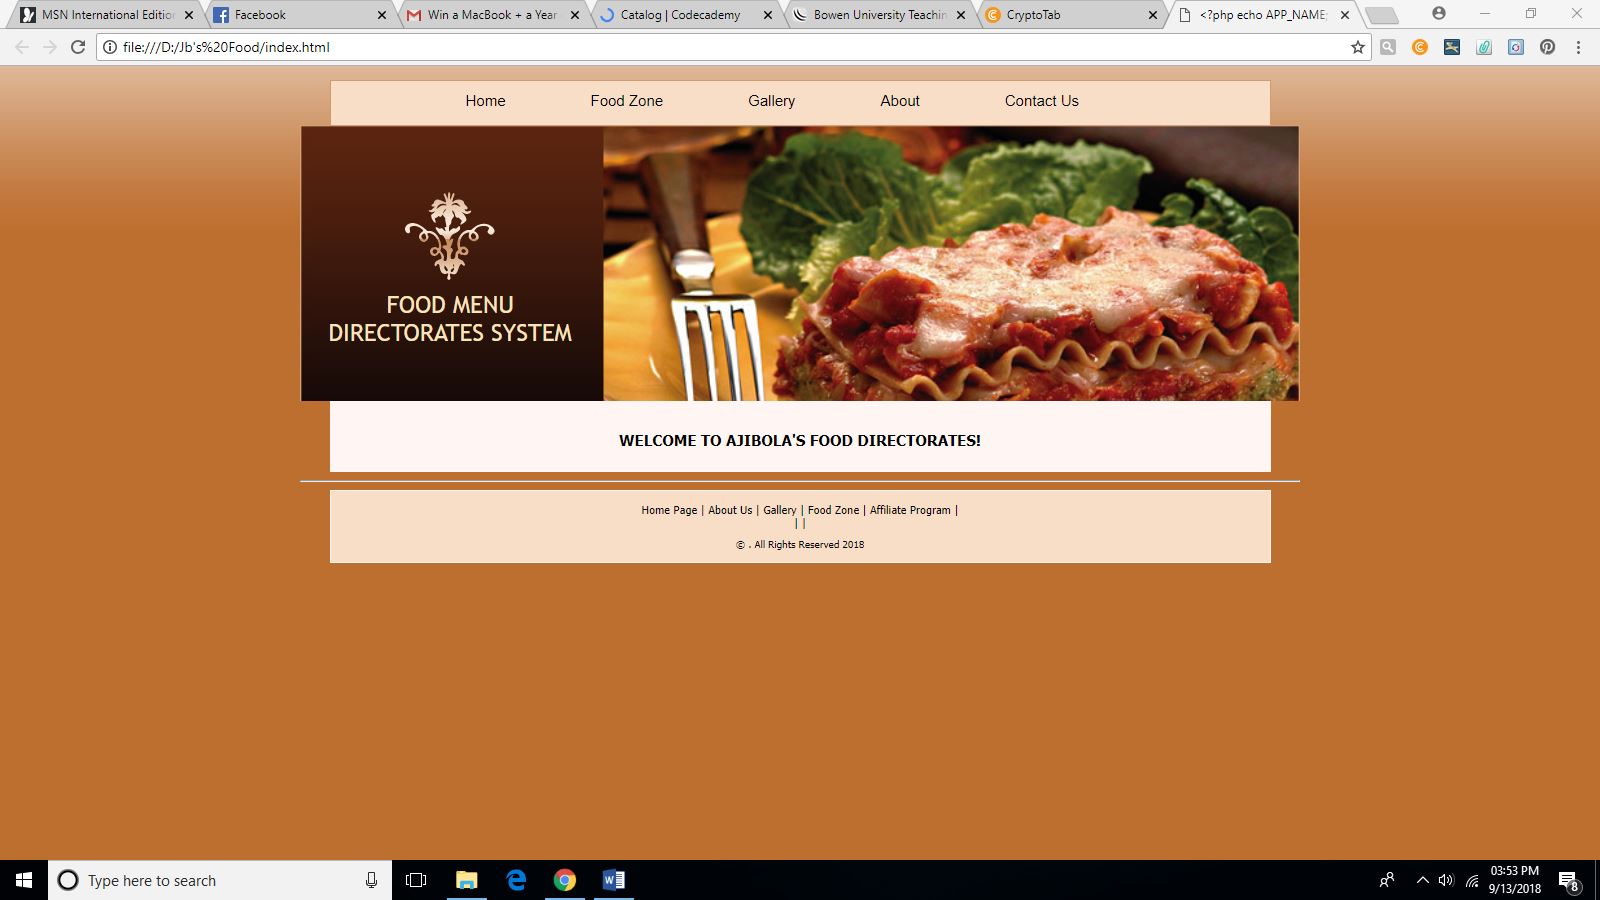 MSN International Edition
Facebook
Win a MacBook + a Year
Catalog | Codecademy
Bowen University Teachin
CryptoTab
<?php echo APP_NAME;
file:///D:/Jb's%20Food/index.html
Home Food Zone Gallery About Contact Us
FOOD MENU
DIRECTORATES SYSTEM
WELCOME TO AJIBOLA'S FOOD DIRECTORATES!
Home Page | About Us | Gallery | Food Zone | Affiliate Program |
| |
© . All Rights Reserved 2018
Type here to search
03:53 PM
9/13/2018
8